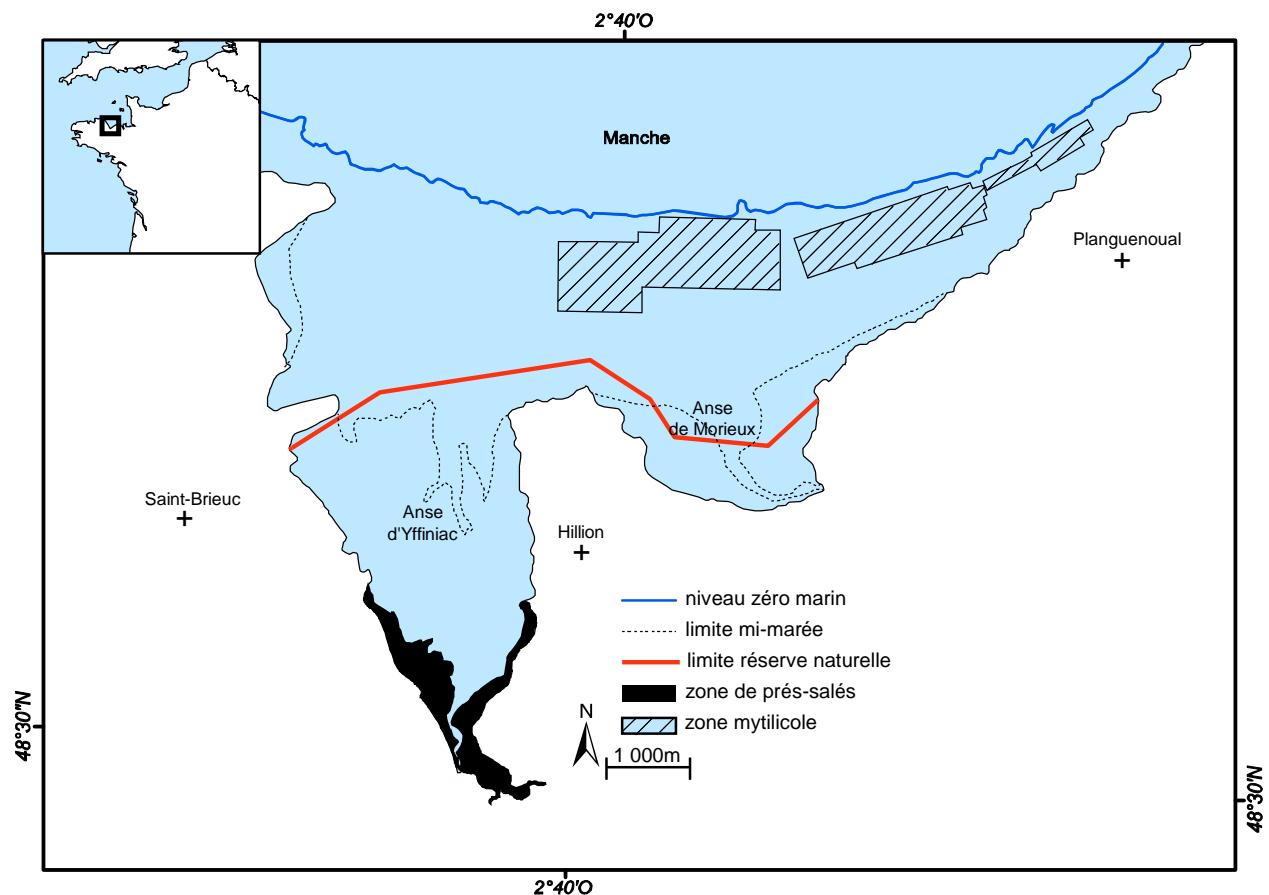 2°40'O
Manche
Planguenoual
Anse
de Morieux
Saint-Brieuc
Anse
d'Yffiniac
Hillion
niveau zéro marin
limite mi-marée
limite réserve naturelle
zone de prés-salés
zone mytilicole
N
1 000m
48°30''N
48°30'N
2°40'O